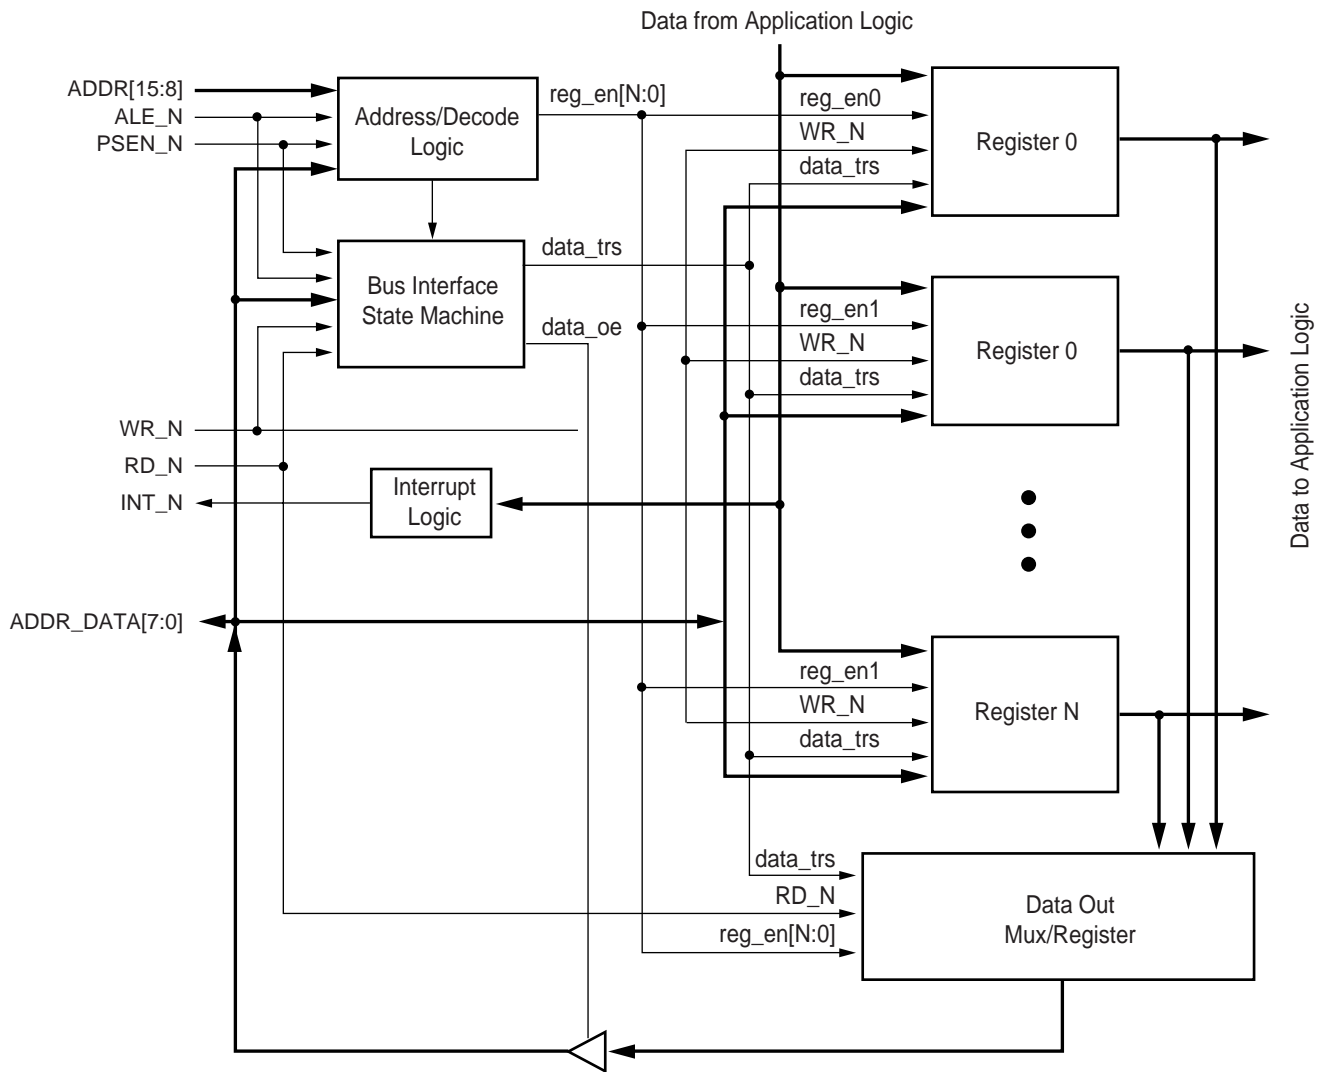 Data from Application Logic
ADDR[15:8]
ALE_N
PSEN_N
Address/Decode
Logic
reg_en[N:0]
reg_en0
WR_N
data_trs
Register 0
Bus Interface
State Machine
data_trs
data_oe
reg_en1
WR_N
data_trs
Register 0
Data to Application Logic
WR_N
RD_N
INT_N
Interrupt
Logic
ADDR_DATA[7:0]
reg_en1
WR_N
data_trs
Register N
data_trs
RD_N
reg_en[N:0]
Data Out
Mux/Register